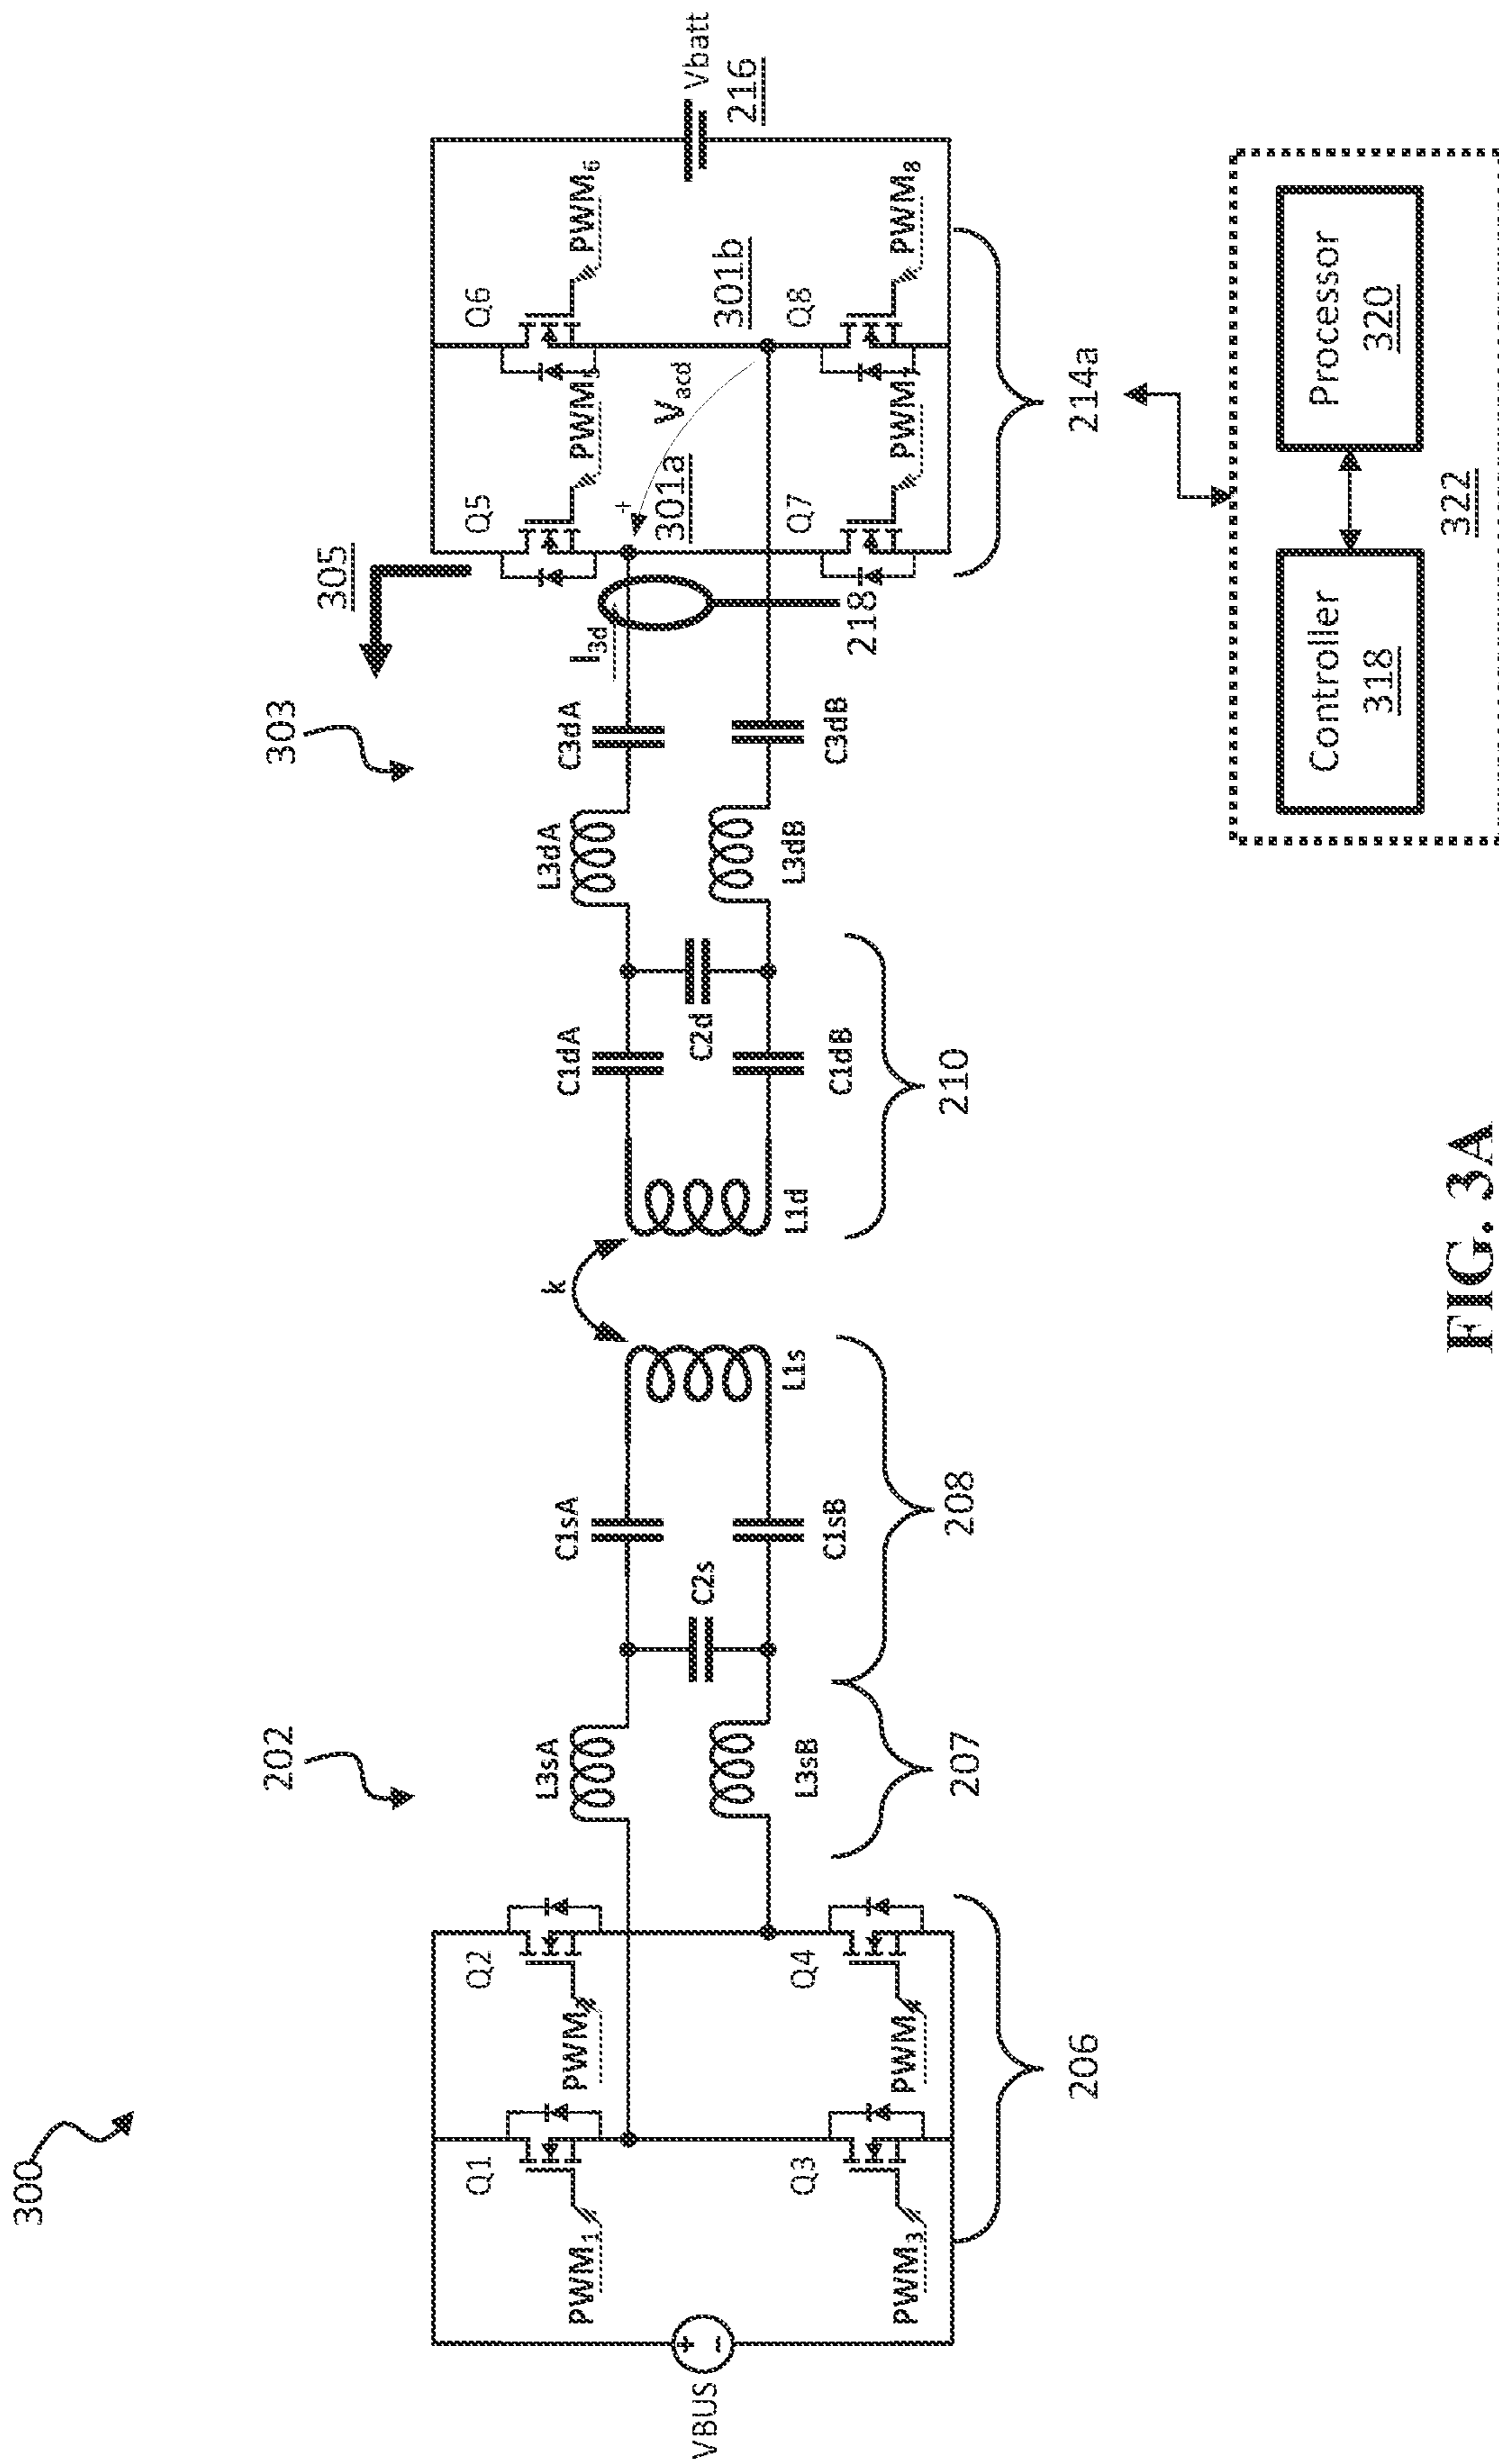 300
202
303
305
VBUS
+
-
Q1
Q2
PWM1
PWM
Q3
Q4
PWM3
PWM
206
L3sA
L3sB
207
C2s
C1sA
C1sB
208
L1s
k
L1d
C1dA
C2d
C1dB
210
L3dA
L3dB
C3dA
C3dB
I3d
218
Q5
Q6
PWM5
PWM6
+
301a
Vacd
301b
Q7
Q8
PWM7
PWM8
214a
Vbatt
216
Controller
318
Processor
320
322
FIG. 3A